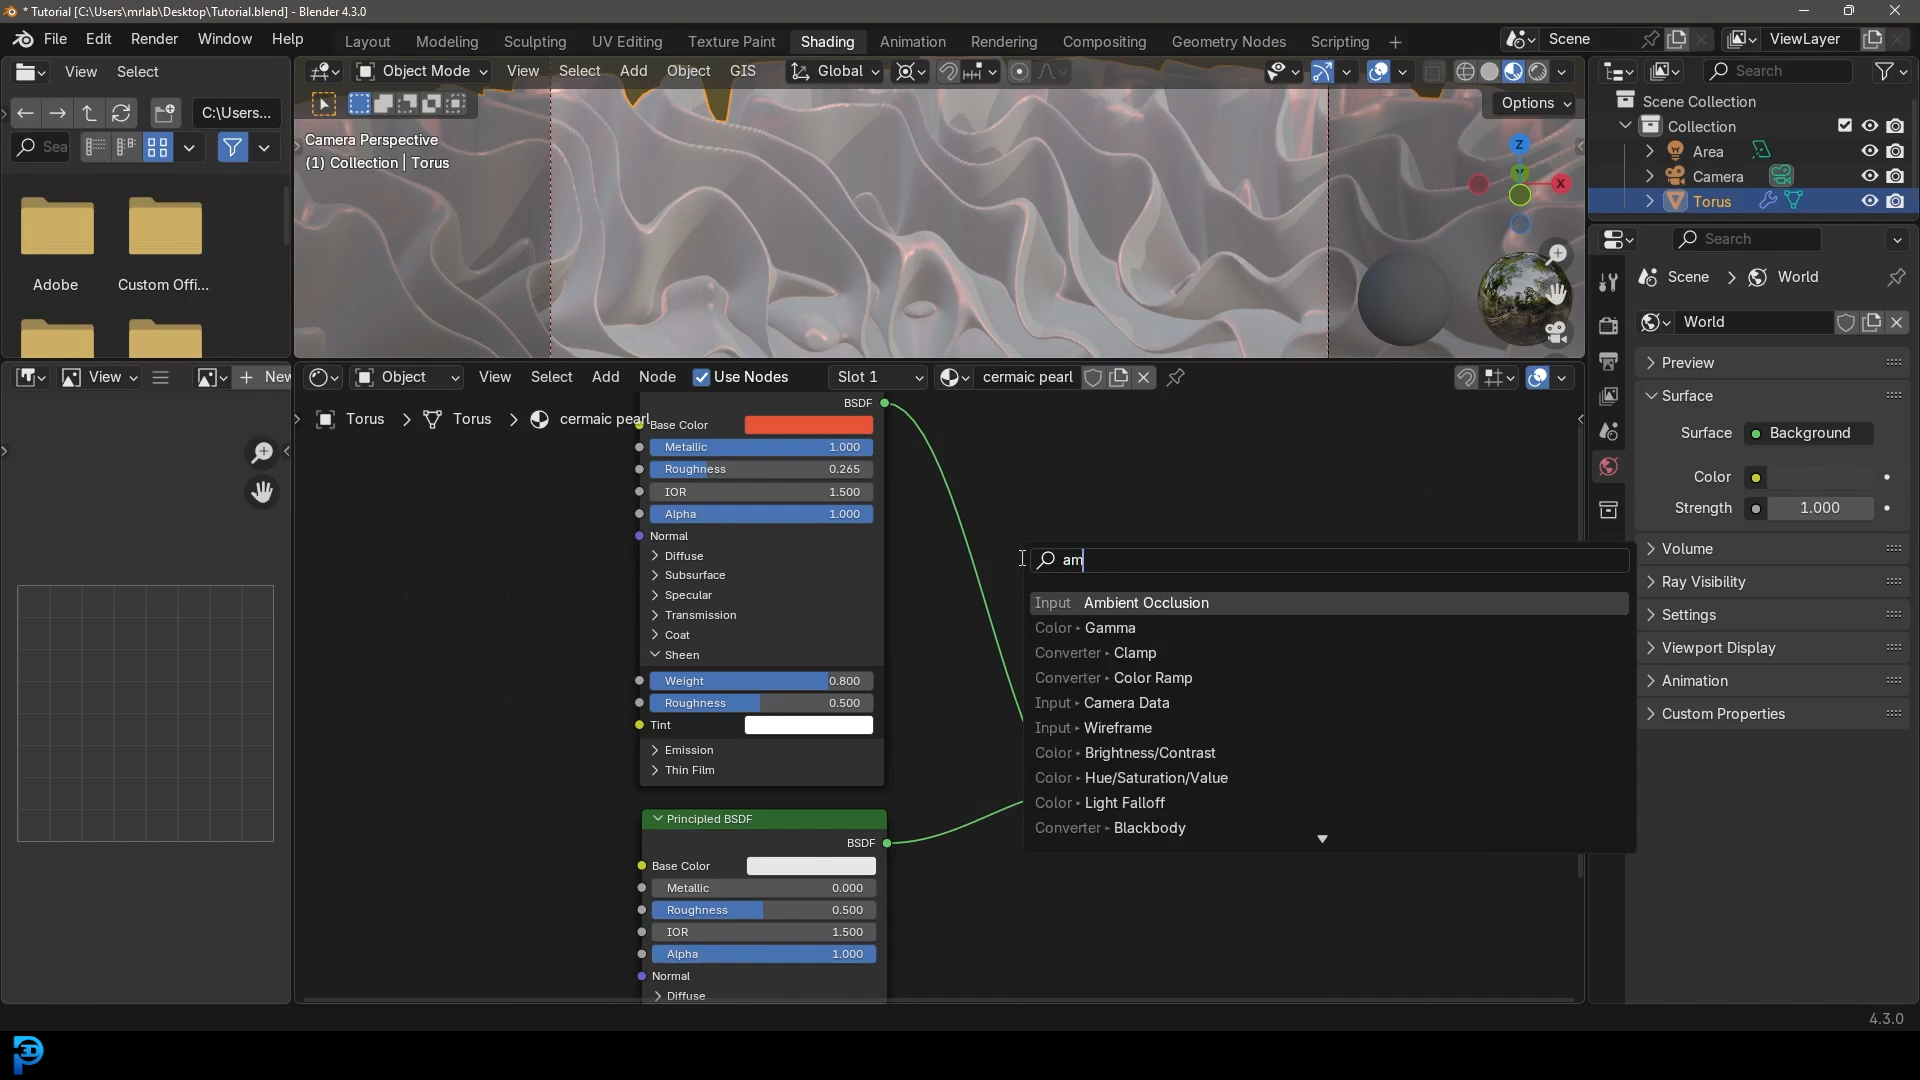 * Tutorial [C:\Users\mrlab\Desktop\Tutorial.blend] - Blender 4.3.0
File Edit Render Window Help
Layout Modeling Sculpting UV Editing Texture Paint Shading Animation Rendering Compositing Geometry Nodes Scripting +
Scene
ViewLayer
View Select
C:\Users...
Sea
Adobe
Custom Offi...
Object Mode View Select Add Object GIS Global
Options
Camera Perspective
(1) Collection | Torus
Z
Y
X
Search
Scene Collection
Collection
Area
Camera
Torus
Search
Scene > World
World
Preview
Surface
Surface Background
Color
Strength 1.000
Volume
Ray Visibility
Settings
Viewport Display
Animation
Custom Properties
View
+ New
Object View Select Add Node Use Nodes Slot 1 cermaic pearl
Torus > Torus > cermaic pearl
BSDF
Base Color
Metallic 1.000
Roughness 0.265
IOR 1.500
Alpha 1.000
Normal
Diffuse
Subsurface
Specular
Transmission
Coat
Sheen
Weight 0.800
Roughness 0.500
Tint
Emission
Thin Film
Principled BSDF
BSDF
Base Color
Metallic 0.000
Roughness 0.500
IOR 1.500
Alpha 1.000
Normal
Diffuse
am
Input Ambient Occlusion
Color ▸ Gamma
Converter ▸ Clamp
Converter ▸ Color Ramp
Input ▸ Camera Data
Input ▸ Wireframe
Color ▸ Brightness/Contrast
Color ▸ Hue/Saturation/Value
Color ▸ Light Falloff
Converter ▸ Blackbody
4.3.0